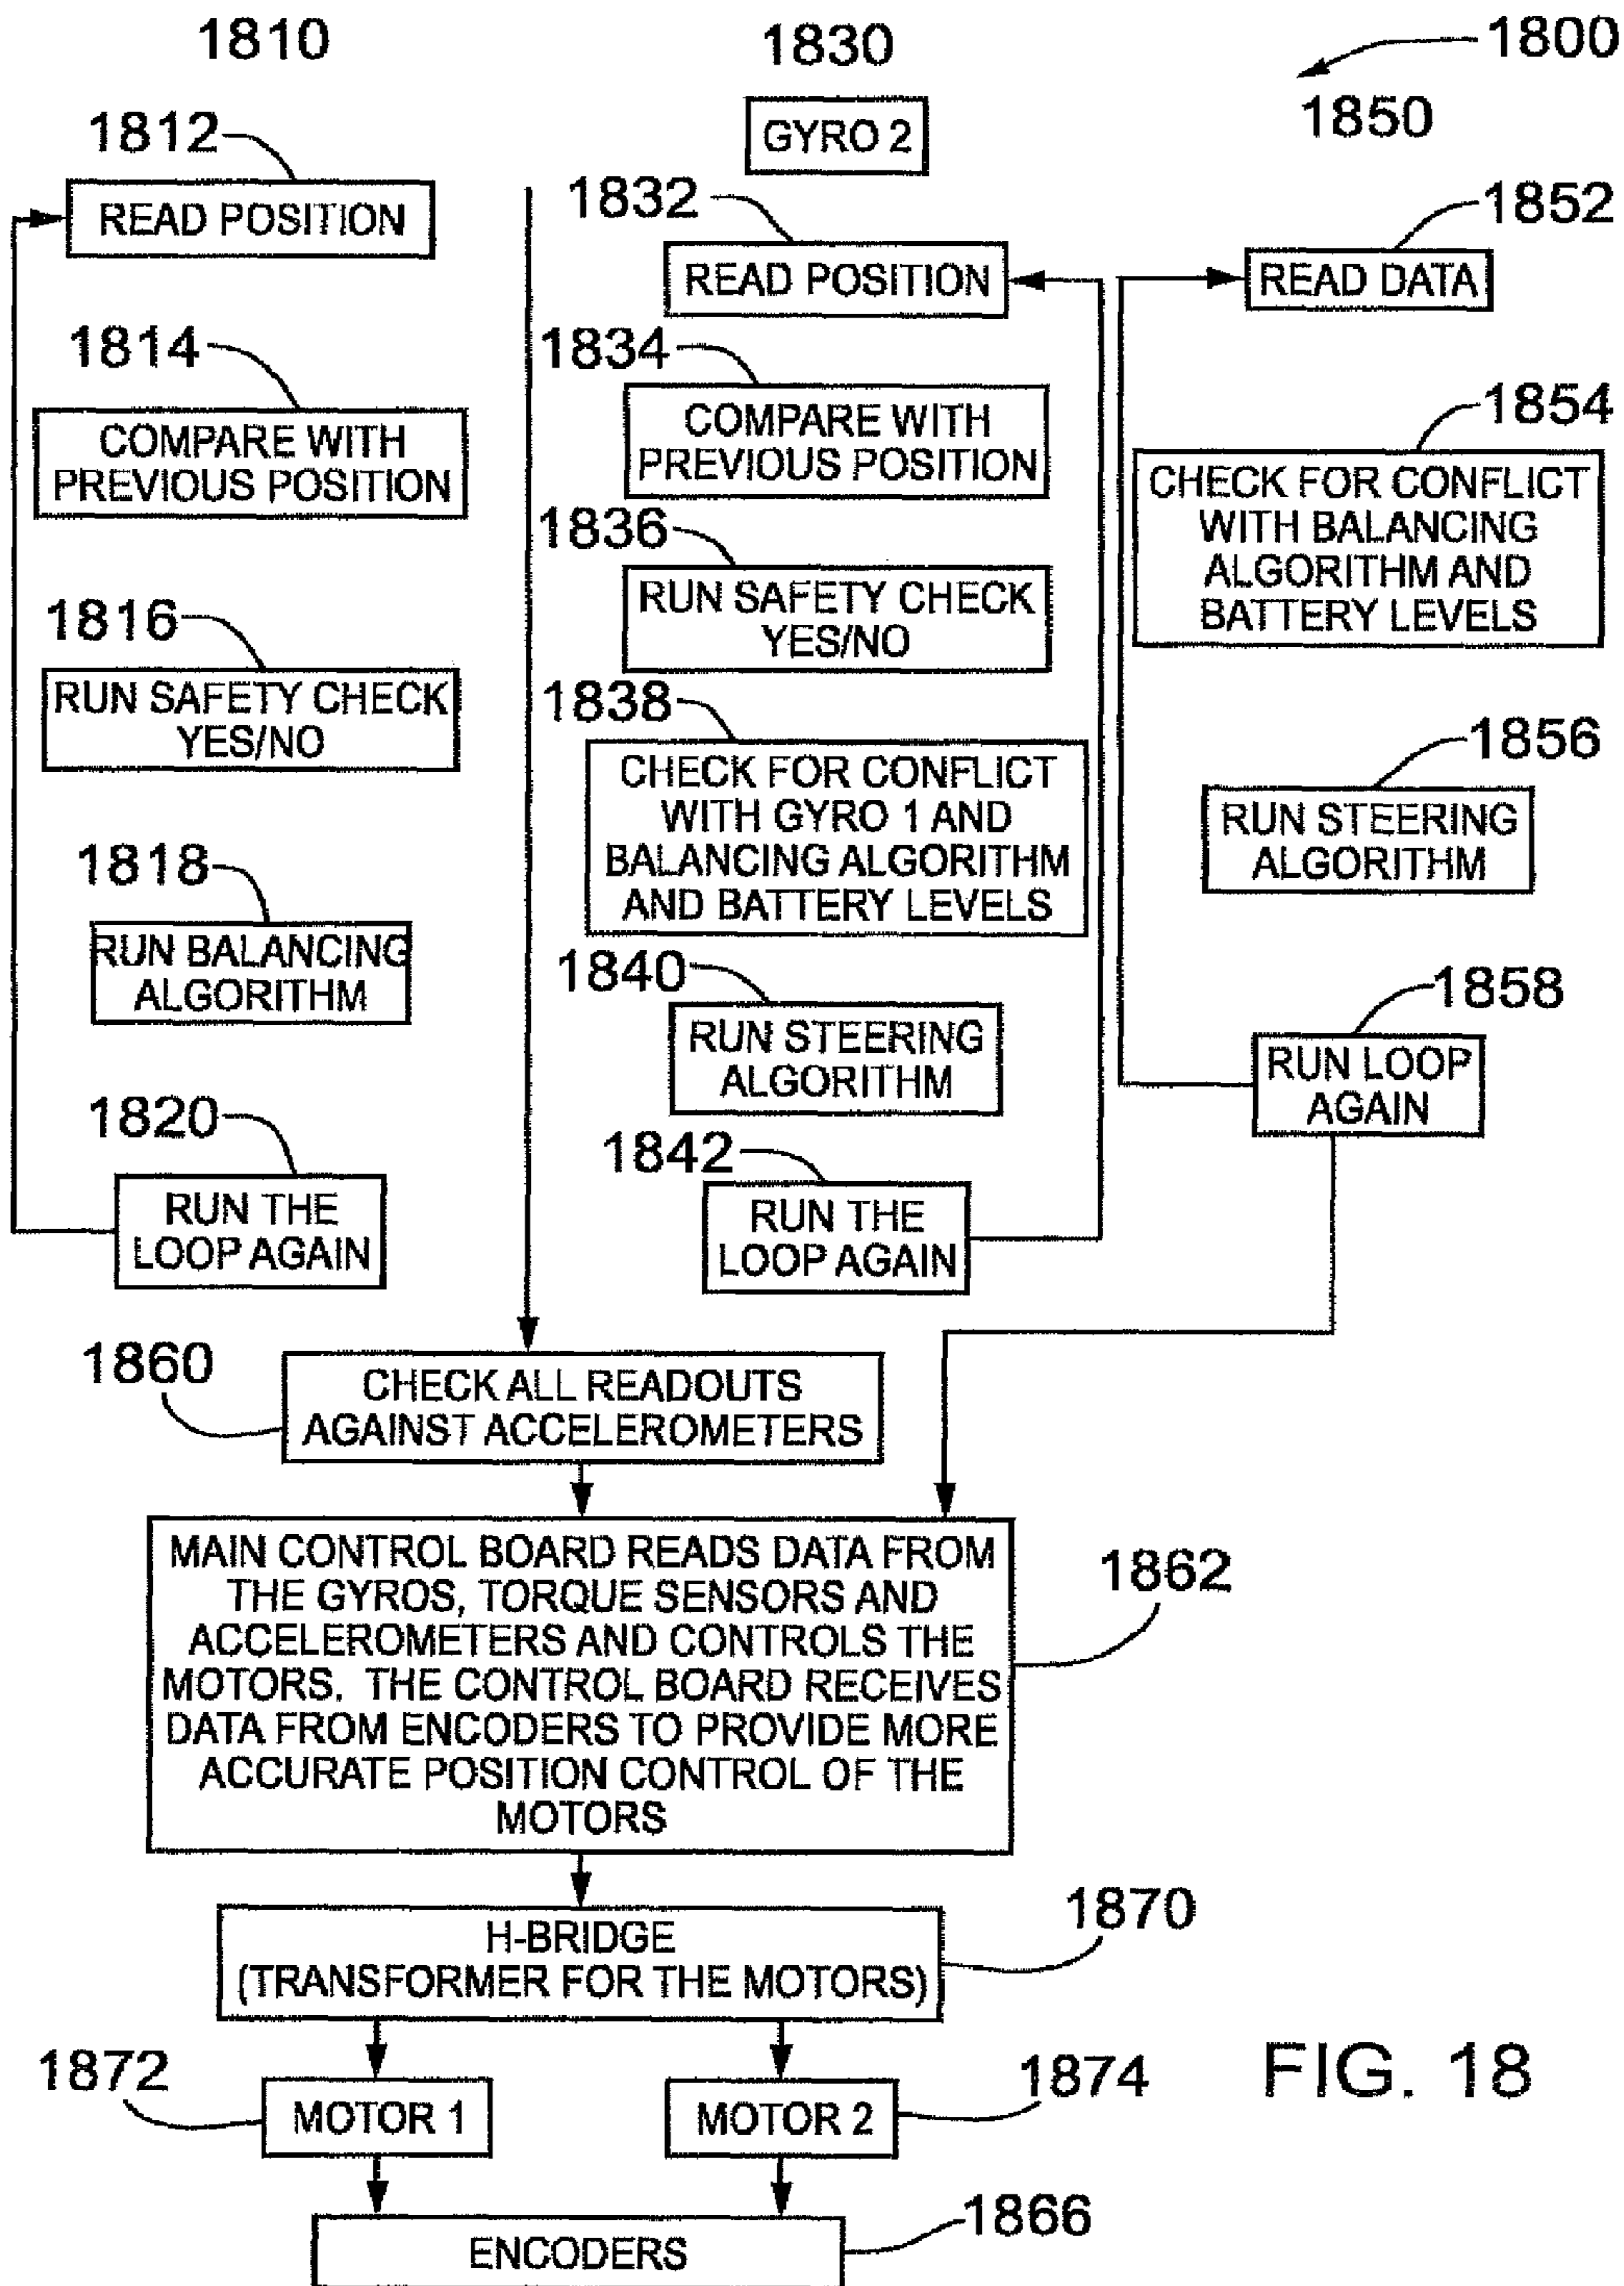 1810
1830
1800
1850
GYRO 2
1812
READ POSITION
1814
COMPARE WITH
PREVIOUS POSITION
1816
RUN SAFETY CHECK
YES/NO
1818
RUN BALANCING
ALGORITHM
1820
RUN THE
LOOP AGAIN
1832
READ POSITION
1834
COMPARE WITH
PREVIOUS POSITION
1836
RUN SAFETY CHECK
YES/NO
1838
CHECK FOR CONFLICT
WITH GYRO 1 AND
BALANCING ALGORITHM
AND BATTERY LEVELS
1840
RUN STEERING
ALGORITHM
1842
RUN THE
LOOP AGAIN
1852
READ DATA
1854
CHECK FOR CONFLICT
WITH BALANCING
ALGORITHM AND
BATTERY LEVELS
1856
RUN STEERING
ALGORITHM
1858
RUN LOOP
AGAIN
1860
CHECK ALL READOUTS
AGAINST ACCELEROMETERS
MAIN CONTROL BOARD READS DATA FROM
THE GYROS, TORQUE SENSORS AND
ACCELEROMETERS AND CONTROLS THE
MOTORS. THE CONTROL BOARD RECEIVES
DATA FROM ENCODERS TO PROVIDE MORE
ACCURATE POSITION CONTROL OF THE
MOTORS
1862
H-BRIDGE
(TRANSFORMER FOR THE MOTORS)
1870
1872
MOTOR 1
MOTOR 2
1874
ENCODERS
1866
FIG. 18